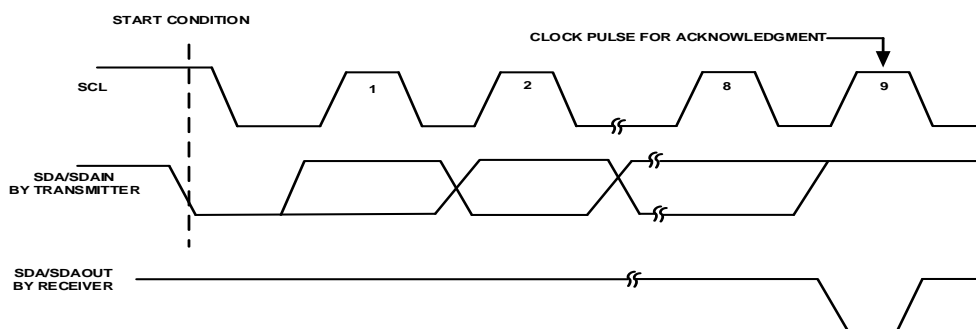 START CONDITION
CLOCK PULSE FOR ACKNOWLEDGMENT
SCL
1
2
8
9
SDA/SDAIN
BY TRANSMITTER
SDA/SDAOUT
BY RECEIVER